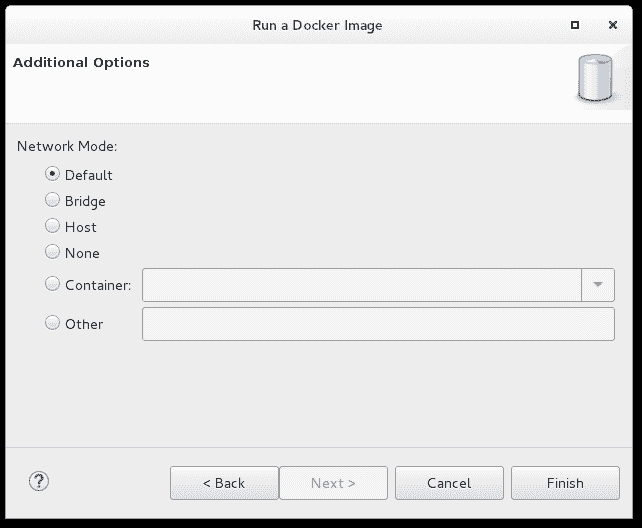 Run a Docker Image
Additional Options
Network Mode:
Default
Bridge
Host
None
Container:
Other
?
< Back
Next >
Cancel
Finish